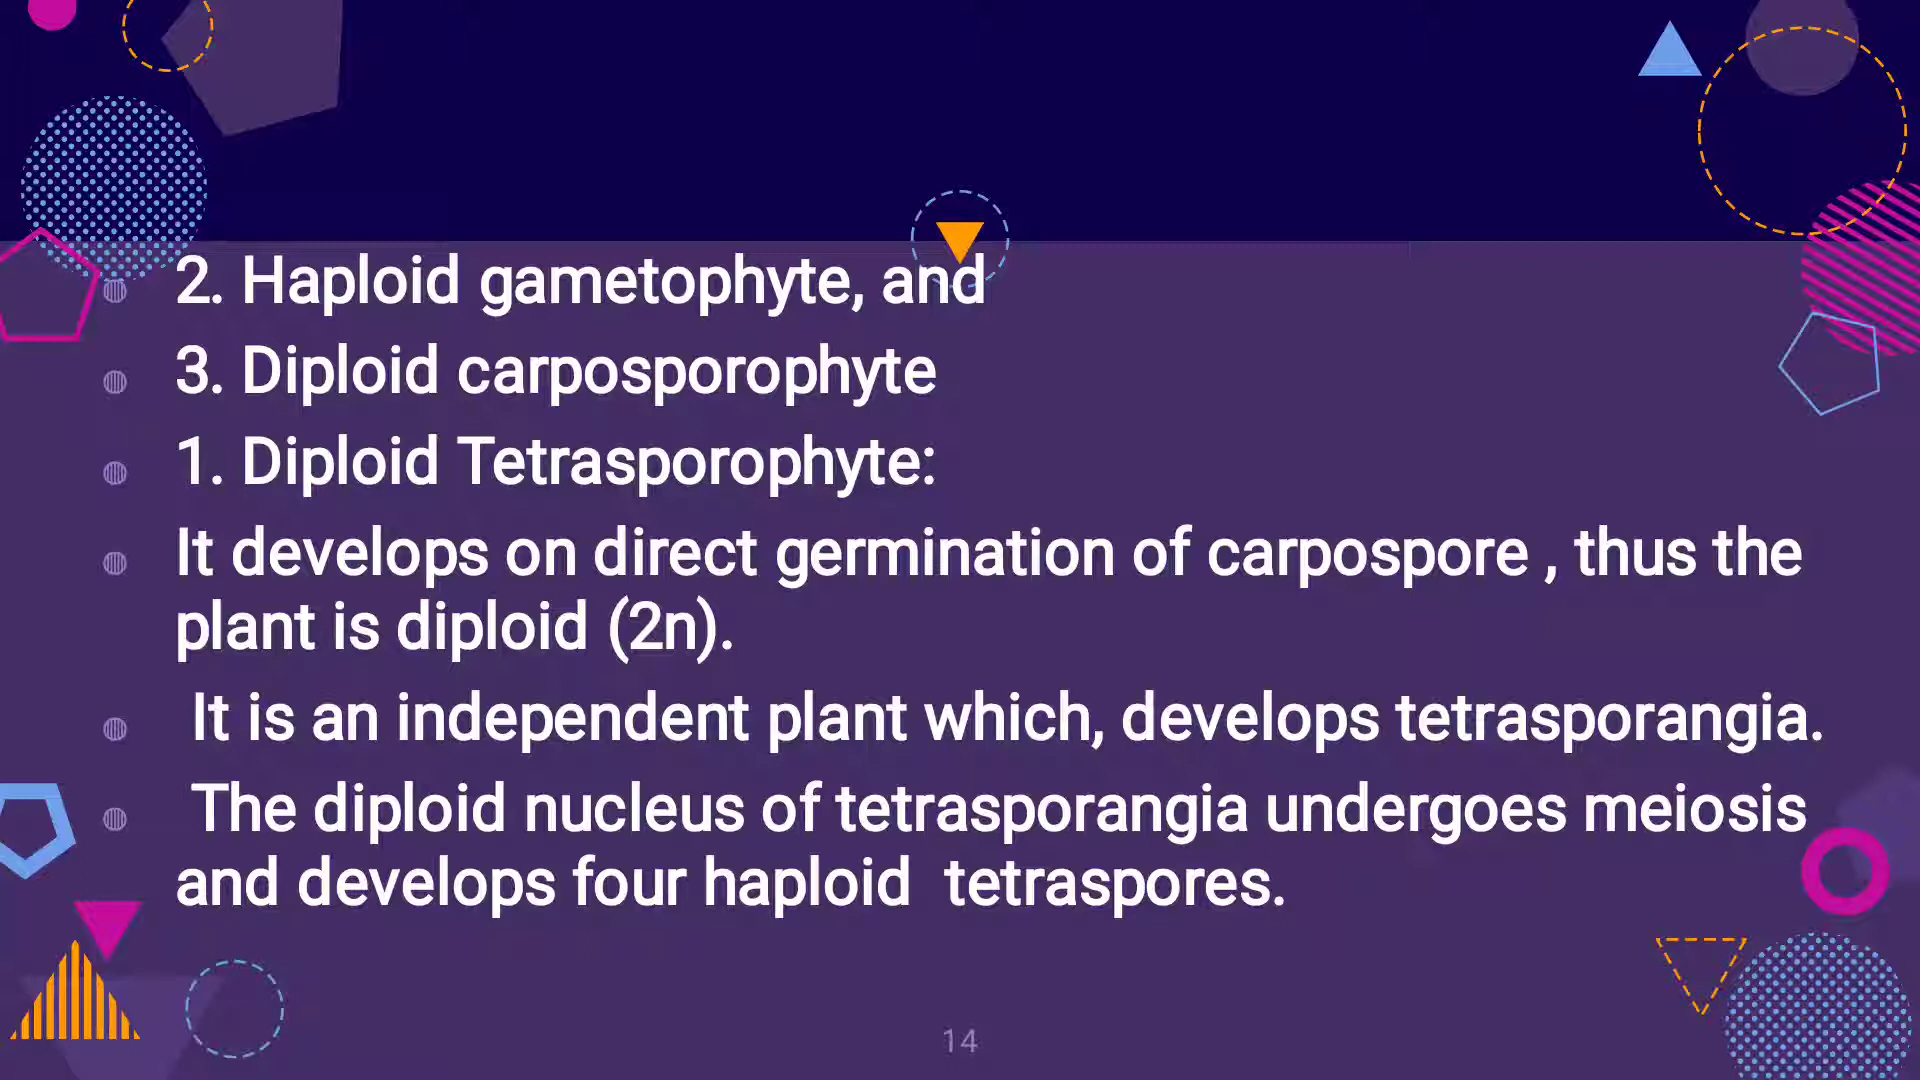 2. Haploid gametophyte, and
3. Diploid carposporophyte
1. Diploid Tetrasporophyte:
It develops on direct germination of carpospore , thus the
plant is diploid (2n).
It is an independent plant which, develops tetrasporangia.
The diploid nucleus of tetrasporangia undergoes meiosis
and develops four haploid  tetraspores.
14